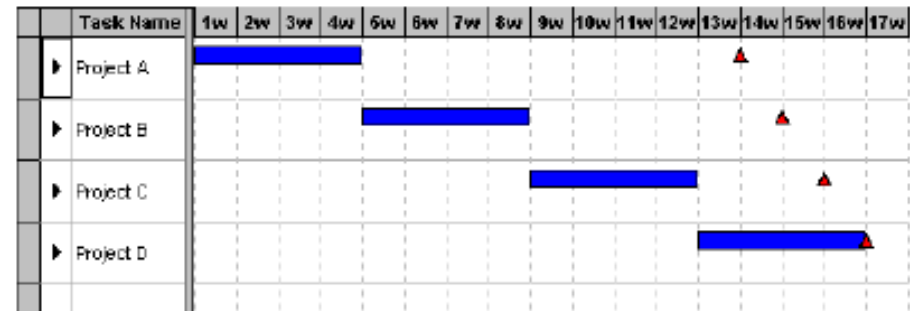 Task Name 1w 2w 3w 4w 5w 6w 7w 8w 9w 10w 11w 12w 13w 14w 15w 16w 17w
Project A
Project B
Project C
Project D